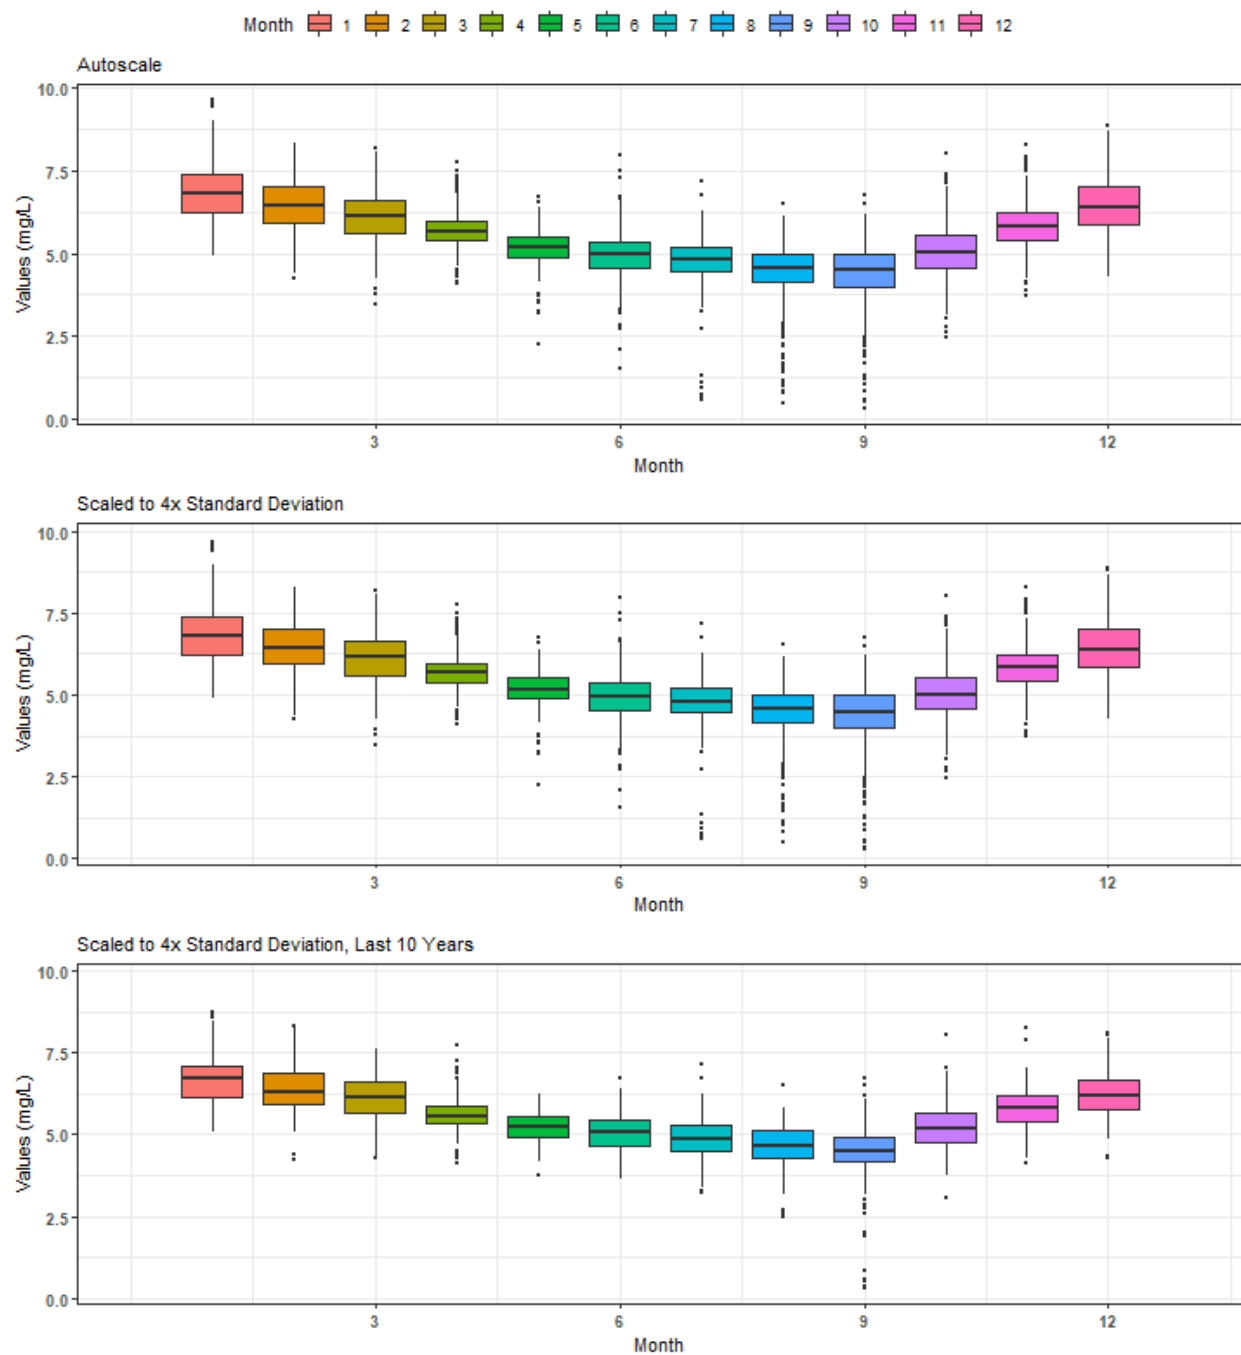 Month 1 2 3 4 5 6 7 8 9 10 11 12
Autoscale
10.0
7.5
5.0
2.5
0.0
Values (mg/L)
3 6 9 12
Month
Scaled to 4x Standard Deviation
10.0
7.5
5.0
2.5
0.0
Values (mg/L)
3 6 9 12
Month
Scaled to 4x Standard Deviation, Last 10 Years
10.0
7.5
5.0
2.5
0.0
Values (mg/L)
3 6 9 12
Month